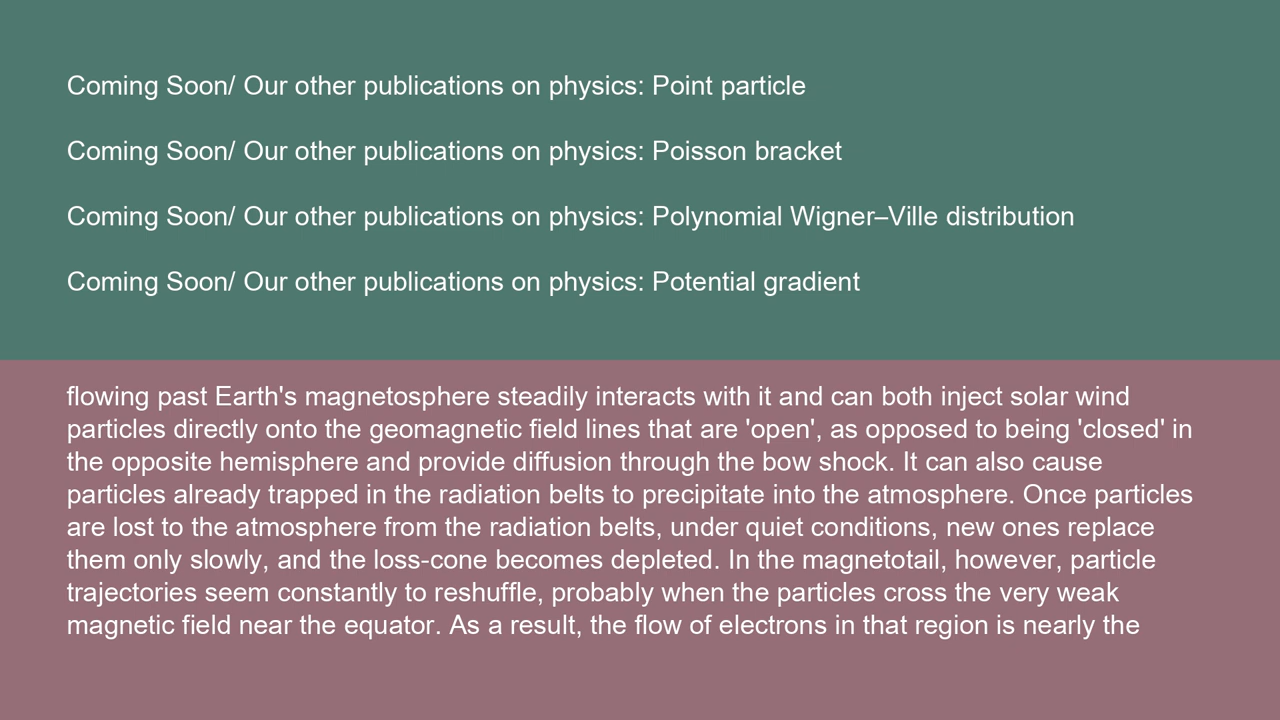 Coming Soon/ Our other publications on physics: Point particle
Coming Soon/ Our other publications on physics: Poisson bracket
Coming Soon/ Our other publications on physics: Polynomial Wigner–Ville distribution
Coming Soon/ Our other publications on physics: Potential gradient
flowing past Earth's magnetosphere steadily interacts with it and can both inject solar wind
particles directly onto the geomagnetic field lines that are 'open', as opposed to being 'closed' in
the opposite hemisphere and provide diffusion through the bow shock. It can also cause
particles already trapped in the radiation belts to precipitate into the atmosphere. Once particles
are lost to the atmosphere from the radiation belts, under quiet conditions, new ones replace
them only slowly, and the loss-cone becomes depleted. In the magnetotail, however, particle
trajectories seem constantly to reshuffle, probably when the particles cross the very weak
magnetic field near the equator. As a result, the flow of electrons in that region is nearly the